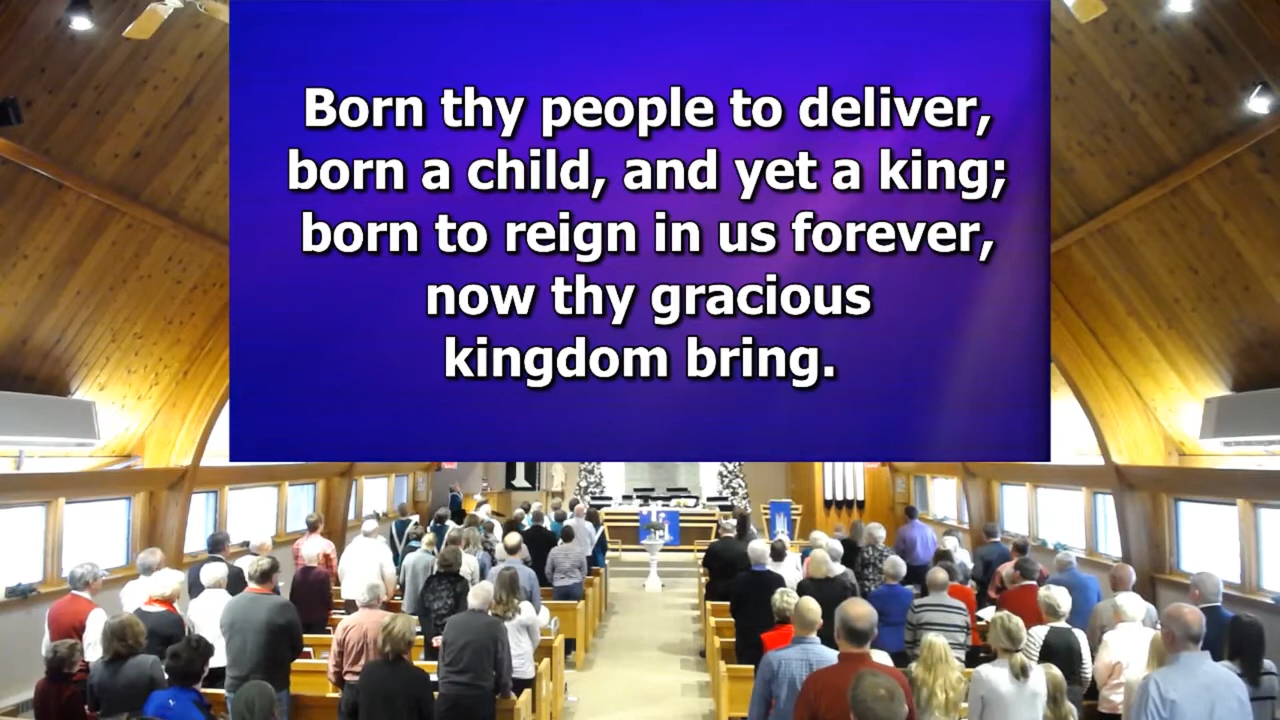 Born thy people to deliver,
born a child, and yet a king;
born to reign in us forever,
now thy gracious
kingdom bring.